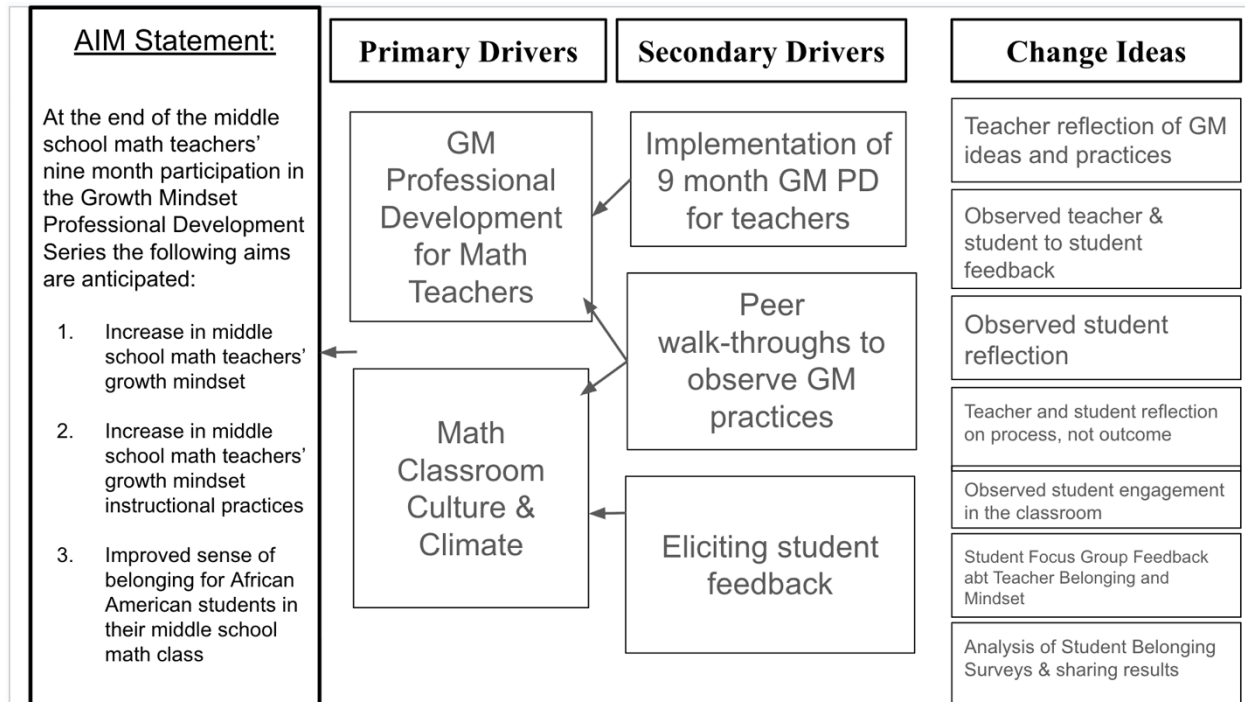 AIM Statement:
At the end of the middle
school math teachers’
nine month participation in
the Growth Mindset
Professional Development
Series the following aims
are anticipated:
1. Increase in middle
school math teachers’
growth mindset
2. Increase in middle
school math teachers’
growth mindset
instructional practices
3. Improved sense of
belonging for African
American students in
their middle school
math class
Primary Drivers
GM
Professional
Development
for Math
Teachers
Math
Classroom
Culture &
Climate
Secondary Drivers
Implementation of
9 month GM PD
for teachers
Peer
walk-throughs to
observe GM
practices
Eliciting student
feedback
Change Ideas
Teacher reflection of GM
ideas and practices
Observed teacher &
student to student
feedback
Observed student
reflection
Teacher and student reflection
on process, not outcome
Observed student engagement
in the classroom
Student Focus Group Feedback
abt Teacher Belonging and
Mindset
Analysis of Student Belonging
Surveys & sharing results